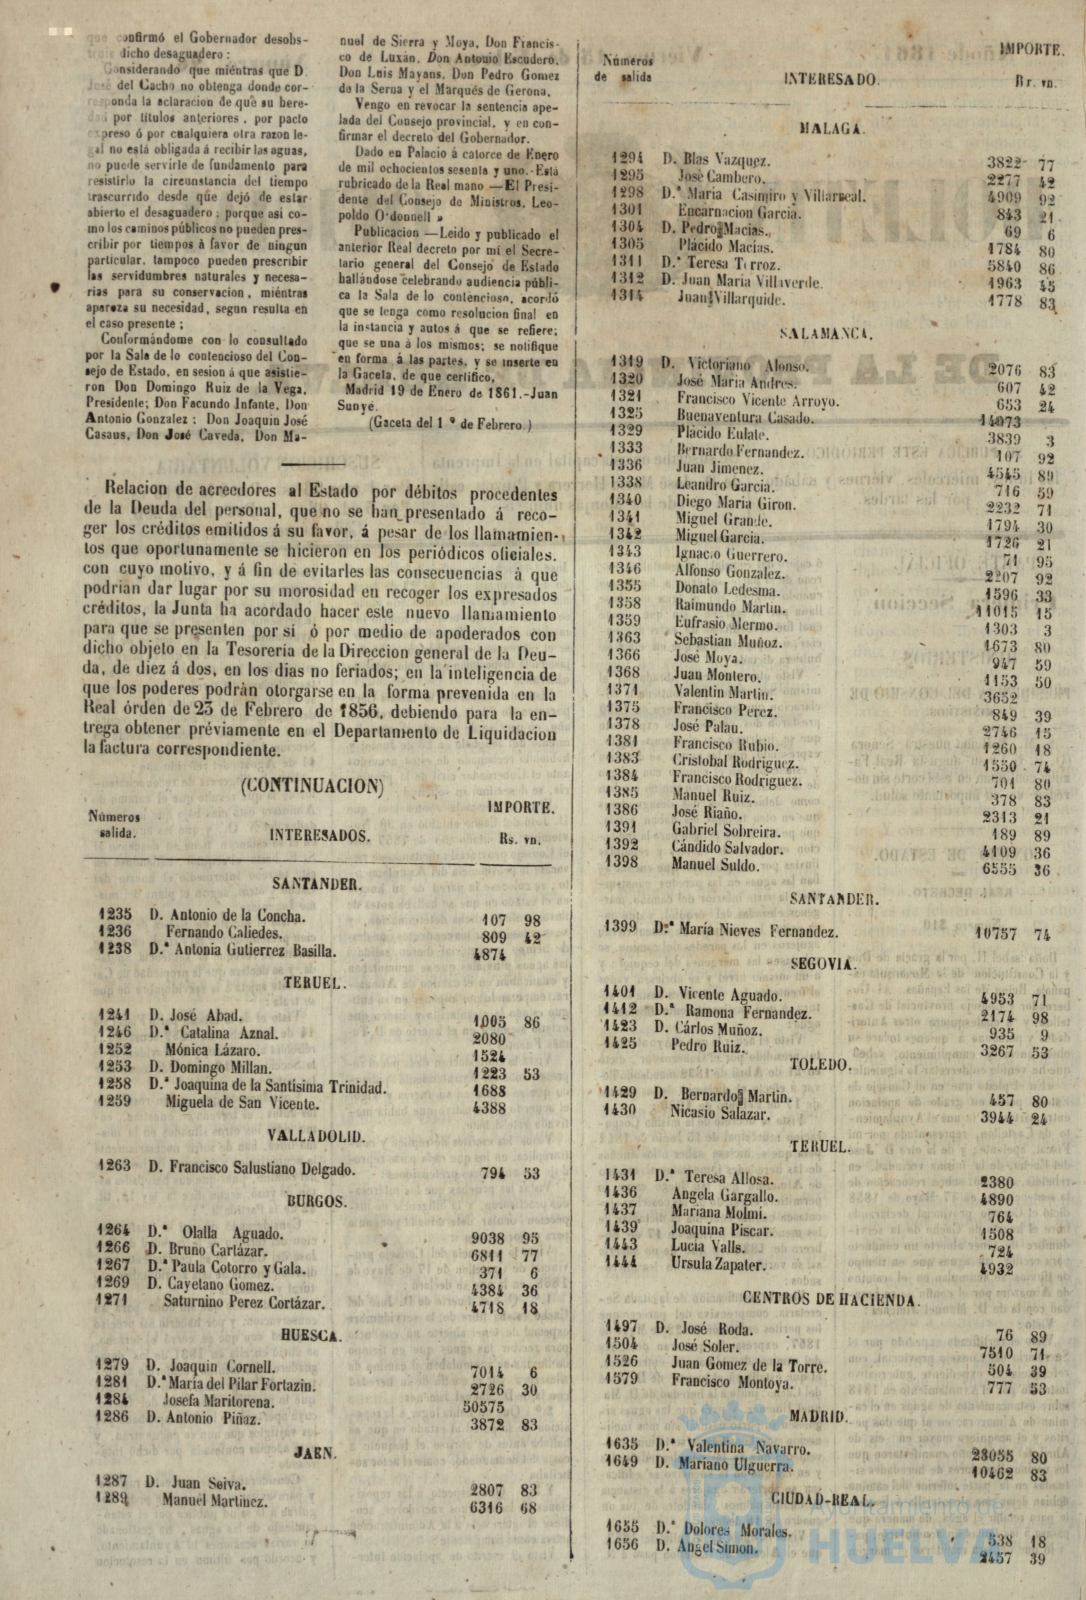 que confirmó el Gobernador desobs-
dicho desaguadero:
Considerando que miéntras que D.
José del Cacho no obtenga donde cor-
responda la aclaracion de que su here-
dad por títulos anteriores, por pacto
expreso ó por cualquiera otra razon le-
gal no está obligada á recibir las aguas,
no puede servirle de fundamento para
resistirlo la circunstancia del tiempo
trascurrido desde que dejó de estar
abierto el desaguadero; porque asi co-
mo los caminos públicos no pueden pres-
cribir por tiempos á favor de ningun
particular, tampoco pueden prescribir
las servidumbres naturales y necesa-
rias para su conservacion, miéntras
aparezca su necesidad, segun resulta en
el caso presente;
Conformándome con lo consultado
por la Sala de lo contencioso del Con-
sejo de Estado, en sesion á que asistie-
ron Don Domingo Ruiz de la Vega,
Presidente; Don Facundo Infante, Don
Antonio Gonzalez; Don Joaquin José
Casaus, Don José Caveda, Don Ma-
nuel de Sierra y Moya, Don Francis-
co de Luxán, Don Antonio Escudero,
Don Luis Mayans, Don Pedro Gomez
de la Serna y el Marqués de Gerona,
Vengo en revocar la sentencia ape-
lada del Consejo provincial, y en con-
firmar el decreto del Gobernador.
Dado en Palacio á catorce de Enero
de mil ochocientos sesenta y uno.-Está
rubricado de la Real mano —El Presi-
dente del Consejo de Ministros, Leo-
poldo O'donnell »
Publicacion —Leido y publicado el
anterior Real decreto por mí el Secre-
tario general del Consejo de Estado
hallándose celebrando audiencia públi-
ca la Sala de lo contencioso, acordó
que se tenga como resolucion final en
la instancia y autos á que se refiere;
que se una á los mismos; se notifique
en forma á las partes, y se inserte en
la Gaceta, de que certifico.
Madrid 19 de Enero de 1861.-Juan
Sunyé.
(Gaceta del 1.º de Febrero.)
Relacion de acreedores al Estado por débitos procedentes
de la Deuda del personal, que no se han presentado á reco-
ger los créditos emitidos á su favor, á pesar de los llamamien-
tos que oportunamente se hicieron en los periódicos oficiales,
con cuyo motivo, y á fin de evitarles las consecuencias á que
podrian dar lugar por su morosidad en recoger los expresados
créditos, la Junta ha acordado hacer este nuevo llamamiento
para que se presenten por sí ó por medio de apoderados con
dicho objeto en la Tesorería de la Direccion general de la Deu-
da, de diez á dos, en los dias no feriados; en la inteligencia de
que los poderes podrán otorgarse en la forma prevenida en la
Real órden de 23 de Febrero de 1856, debiendo para la en-
trega obtener préviamente en el Departamento de Liquidacion
la factura correspondiente.
(CONTINUACION)
Números salida. INTERESADOS. IMPORTE. Rs. vn.
SANTANDER.
1235 D. Antonio de la Concha. 107 98
1236 Fernando Caliedes. 809 42
1238 D.ª Antonia Gutierrez Basilla. 4874
TERUEL.
1241 D. José Abad. 1005 86
1246 D.ª Catalina Aznal. 2080
1252 Mónica Lázaro. 1524
1253 D. Domingo Millan. 1223 53
1258 D.ª Joaquina de la Santísima Trinidad. 1688
1259 Miguela de San Vicente. 4388
VALLADOLID.
1263 D. Francisco Salustiano Delgado. 794 53
BURGOS.
1264 D.ª Olalla Aguado. 9038 95
1266 D. Bruno Cartázar. 6811 77
1267 D.ª Paula Cotorro y Gala. 371 6
1269 D. Cayetano Gomez. 4384 36
1271 Saturnino Perez Cortázar. 4718 18
HUESCA.
1279 D. Joaquin Cornell. 7014 6
1281 D.ª María del Pilar Fortazin. 2726 30
1284 Josefa Maritorena. 50575
1286 D. Antonio Piñaz. 3872 83
JAEN.
1287 D. Juan Seiva. 2807 83
1289 Manuel Martinez. 6316 68
Números de salida INTERESADO. IMPORTE. Rr. vn.
MALAGA.
1294 D. Blas Vazquez. 3822 77
1295 José Cambero. 2277 42
1298 D.ª Maria Casimiro y Villarreal. 4909 92
1301 Encarnacion Garcia. 843 21
1304 D. Pedro Macias. 69 6
1305 Plácido Macías. 1784 80
1311 D.ª Teresa Torroz. 5840 86
1312 D. Juan Maria Villaverde. 1963 45
1314 Juan Villarquide. 1778 83
SALAMANCA.
1319 D. Victoriano Alonso. 2076 83
1320 José Maria Andres. 607 42
1321 Francisco Vicente Arroyo. 653 24
1325 Buenaventura Casado. 14073
1329 Plácido Eulate. 3839 3
1333 Bernardo Fernandez. 107 92
1336 Juan Jimenez. 4545 89
1338 Leandro Garcia. 716 59
1340 Diego Maria Giron. 2232 71
1341 Miguel Grande. 1794 30
1342 Miguel Garcia. 1726 21
1343 Ignacio Guerrero. 71 95
1346 Alfonso Gonzalez. 2207 92
1355 Donato Ledesma. 1596 33
1358 Raimundo Martin. 11015 15
1359 Eufrasio Mermo. 1303 3
1363 Sebastian Muñoz. 1673 80
1366 José Moya. 947 59
1368 Juan Montero. 1153 50
1371 Valentin Martin. 3652
1375 Francisco Perez. 849 39
1378 José Palau. 2746 15
1381 Francisco Rubio. 1260 18
1383 Cristobal Rodriguez. 1550 74
1384 Francisco Rodriguez. 701 80
1385 Manuel Ruiz. 378 83
1386 José Riaño. 2313 21
1391 Gabriel Sobreira. 189 89
1392 Cándido Salvador. 4109 36
1398 Manuel Suldo. 6555 36
SANTANDER.
1399 D.ª María Nieves Fernandez. 10757 74
SEGOVIA.
1401 D. Vicente Aguado. 4953 71
1412 D.ª Ramona Fernandez. 2174 98
1423 D. Cárlos Muñoz. 935 9
1425 Pedro Ruiz. 3267 53
TOLEDO.
1429 D. Bernardo Martin. 457 80
1430 Nicasio Salazar. 3944 24
TERUEL.
1431 D.ª Teresa Allosa. 2380
1436 Angela Gargallo. 4890
1437 Mariana Molmi. 764
1439 Joaquina Piscar. 1508
1443 Lucia Valls. 724
1444 Ursula Zapater. 4932
CENTROS DE HACIENDA.
1497 D. José Roda. 76 89
1504 José Soler. 7510 71
1526 Juan Gomez de la Torre. 504 39
1579 Francisco Montoya. 777 53
MADRID.
1635 D.ª Valentina Navarro. 23055 80
1649 D. Mariano Ulguerra. 10462 83
CIUDAD-REAL.
1655 D.ª Dolores Morales. 538 18
1656 D. Angel Simon. 2457 39
Ayuntamiento de
HUELVA